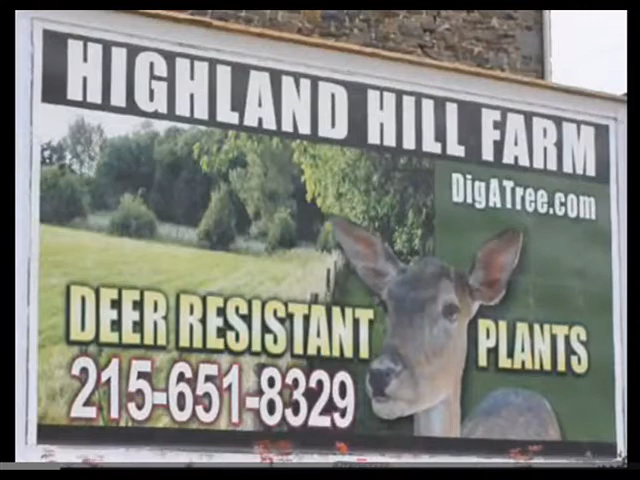 HIGHLAND HILL FARM
DigATree.com
DEER RESISTANT PLANTS
215-651-8329